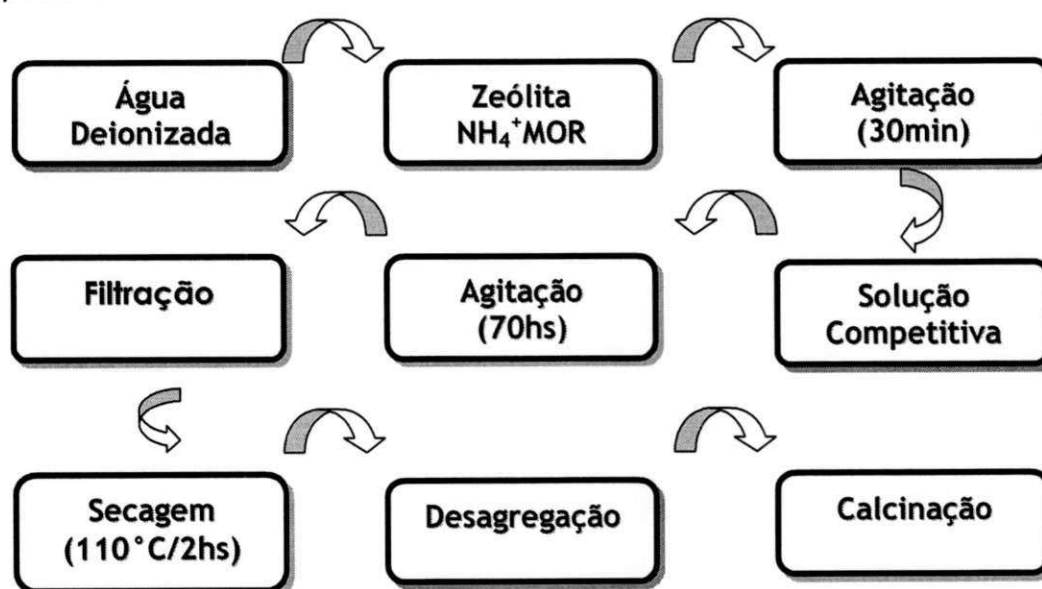 Água
Deionizada
Zeólita
NH₄⁺MOR
Agitação
(30min)
Filtração
Agitação
(70hs)
Solução
Competitiva
Secagem
(110°C/2hs)
Desagregação
Calcinação